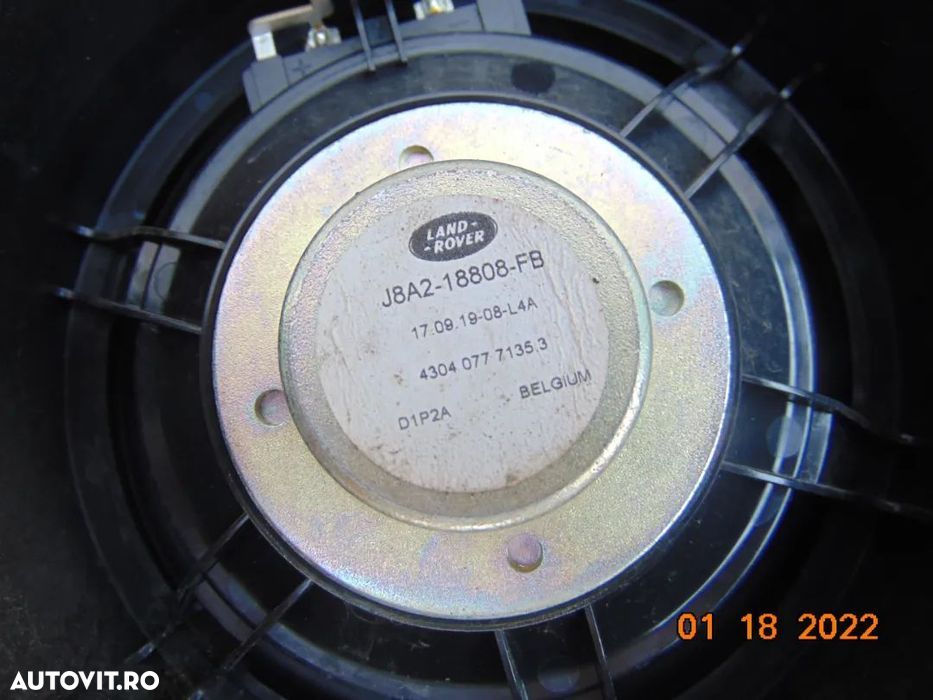 +
LAND-
-ROVER
J8A2-18808-FB
17.09.19-08-L4A
4304 077 7135.3
D1P2A BELGIUM
01 18 2022
AUTOVIT.RO